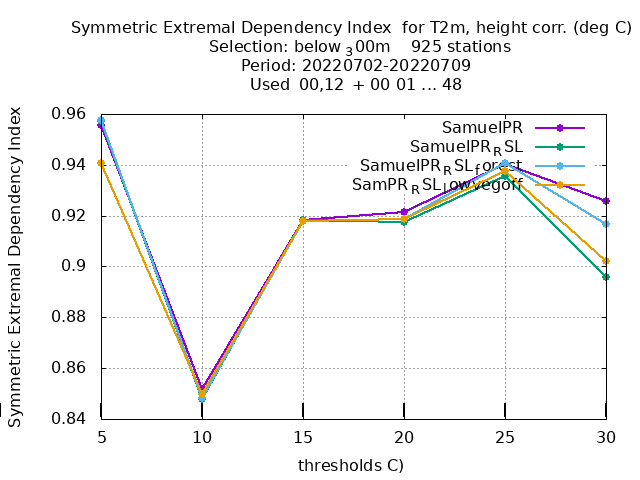 Symmetric Extremal Dependency Index for T2m, height corr. (deg C)
Selection: below 300m 925 stations
Period: 20220702-20220709
Used 00,12 + 00 01 ... 48
Symmetric Extremal Dependency Index
0.96
0.94
0.92
0.9
0.88
0.86
0.84
SamuelPR
SamuelPRRSL
SamuelPRRSLforest
SamPRRSLlowvegoff
5
10
15
20
25
30
thresholds C)